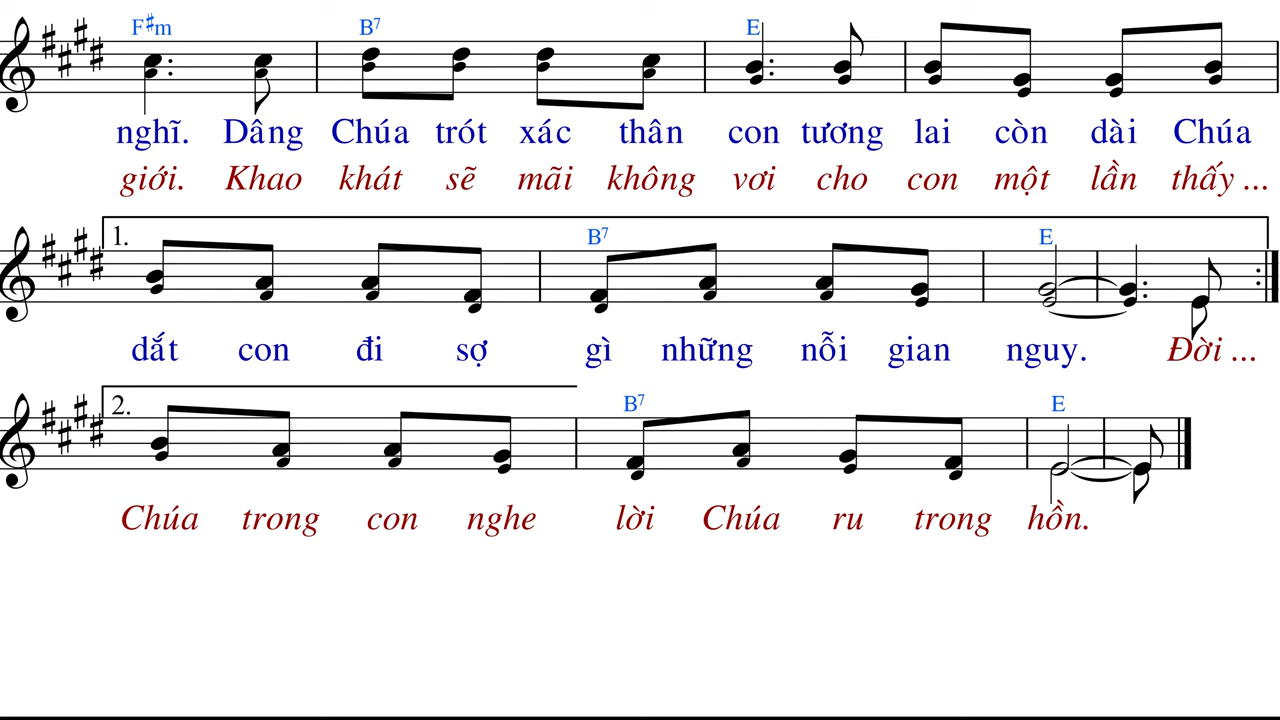 F♯m B7 E
nghĩ. Dâng Chúa trót xác thân con tương lai còn dài Chúa
giới. Khao khát sẽ mãi không vơi cho con một lần thấy ...
1. B7 E
dắt con đi sợ gì những nỗi gian nguy. Đời ...
2. B7 E
Chúa trong con nghe lời Chúa ru trong hồn.